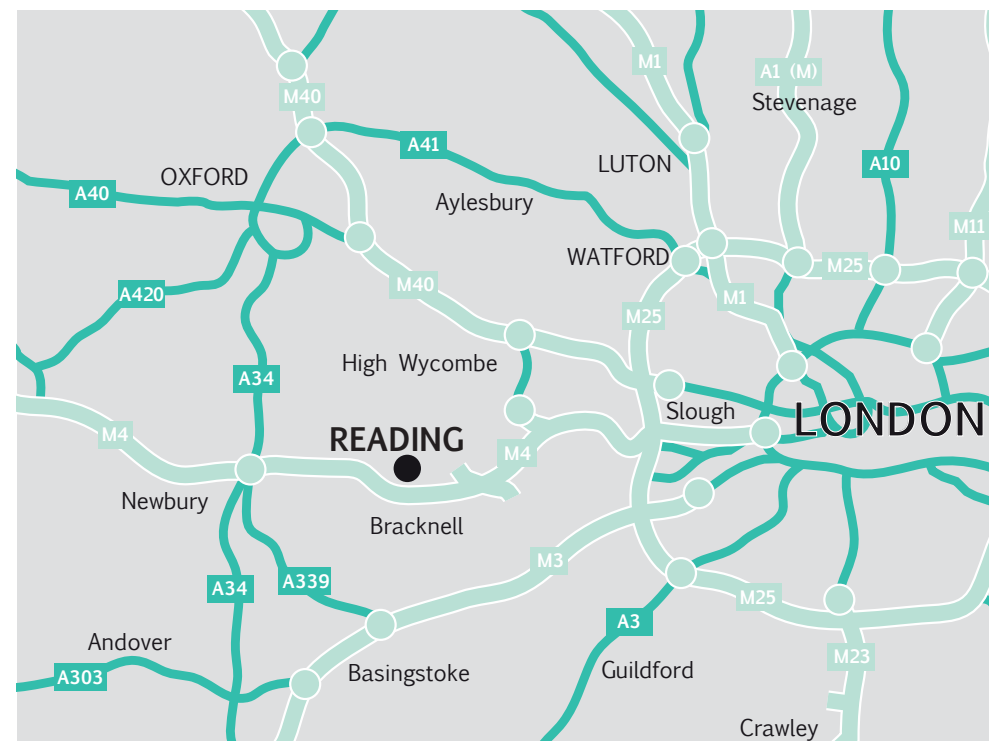 M1
A1 (M)
M40
Stevenage
A41
LUTON
A10
OXFORD
A40
Aylesbury
M11
WATFORD
M25
A420
M40
M1
M25
High Wycombe
A34
Slough
LONDON
M4
READING
M4
Newbury
Bracknell
M3
A339
A34
M25
A3
Andover
M23
Basingstoke
Guildford
A303
Crawley